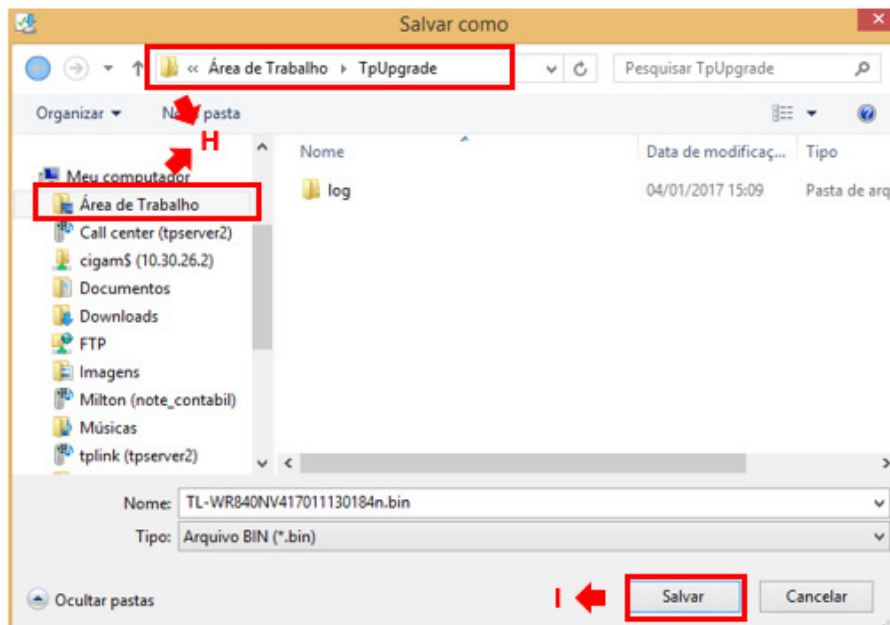 Salvar como
« Área de Trabalho TpUpgrade
Pesquisar TpUpgrade
Organizar
pasta
H
Nome
Data de modificaç...
Tipo
Meu computador
Área de Trabalho
Call center (tpserver2)
cigam$ (10.30.26.2)
Documentos
Downloads
FTP
Imagens
Milton (note_contabil)
Músicas
tplink (tpserver2)
log
04/01/2017 15:09
Pasta de arq
Nome: TL-WR840NV417011130184n.bin
Tipo: Arquivo BIN (*.bin)
Ocultar pastas
I
Salvar
Cancelar